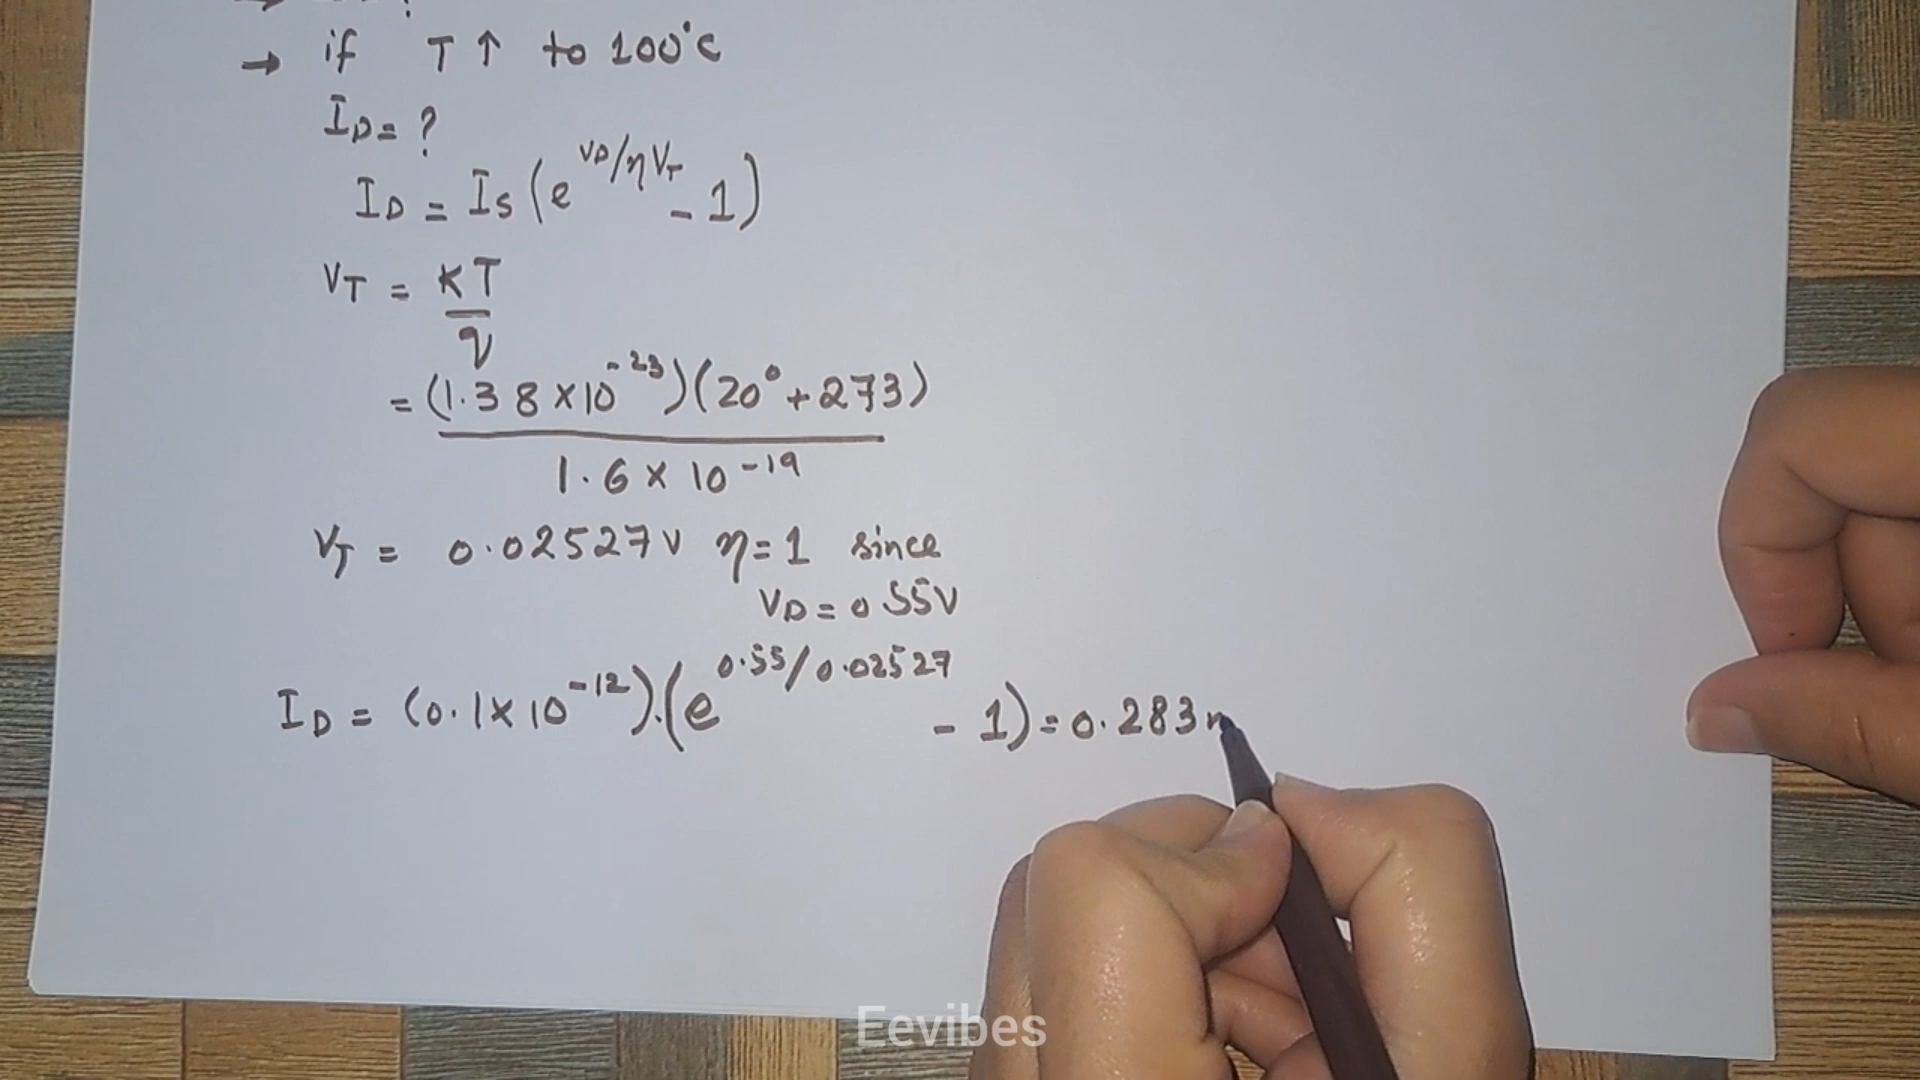 → if T ↑ to 100°C
I_D = ?
I_D = I_S (e^{V_D/ηV_T} - 1)
V_T = KT/q
= (1.38 × 10^{-23}) (20° + 273) / 1.6 × 10^{-19}
V_T = 0.02527 V η = 1 since
V_D = 0.55V
I_D = (0.1 × 10^{-12}).(e^{0.55/0.02527} - 1) = 0.283
Eevibes